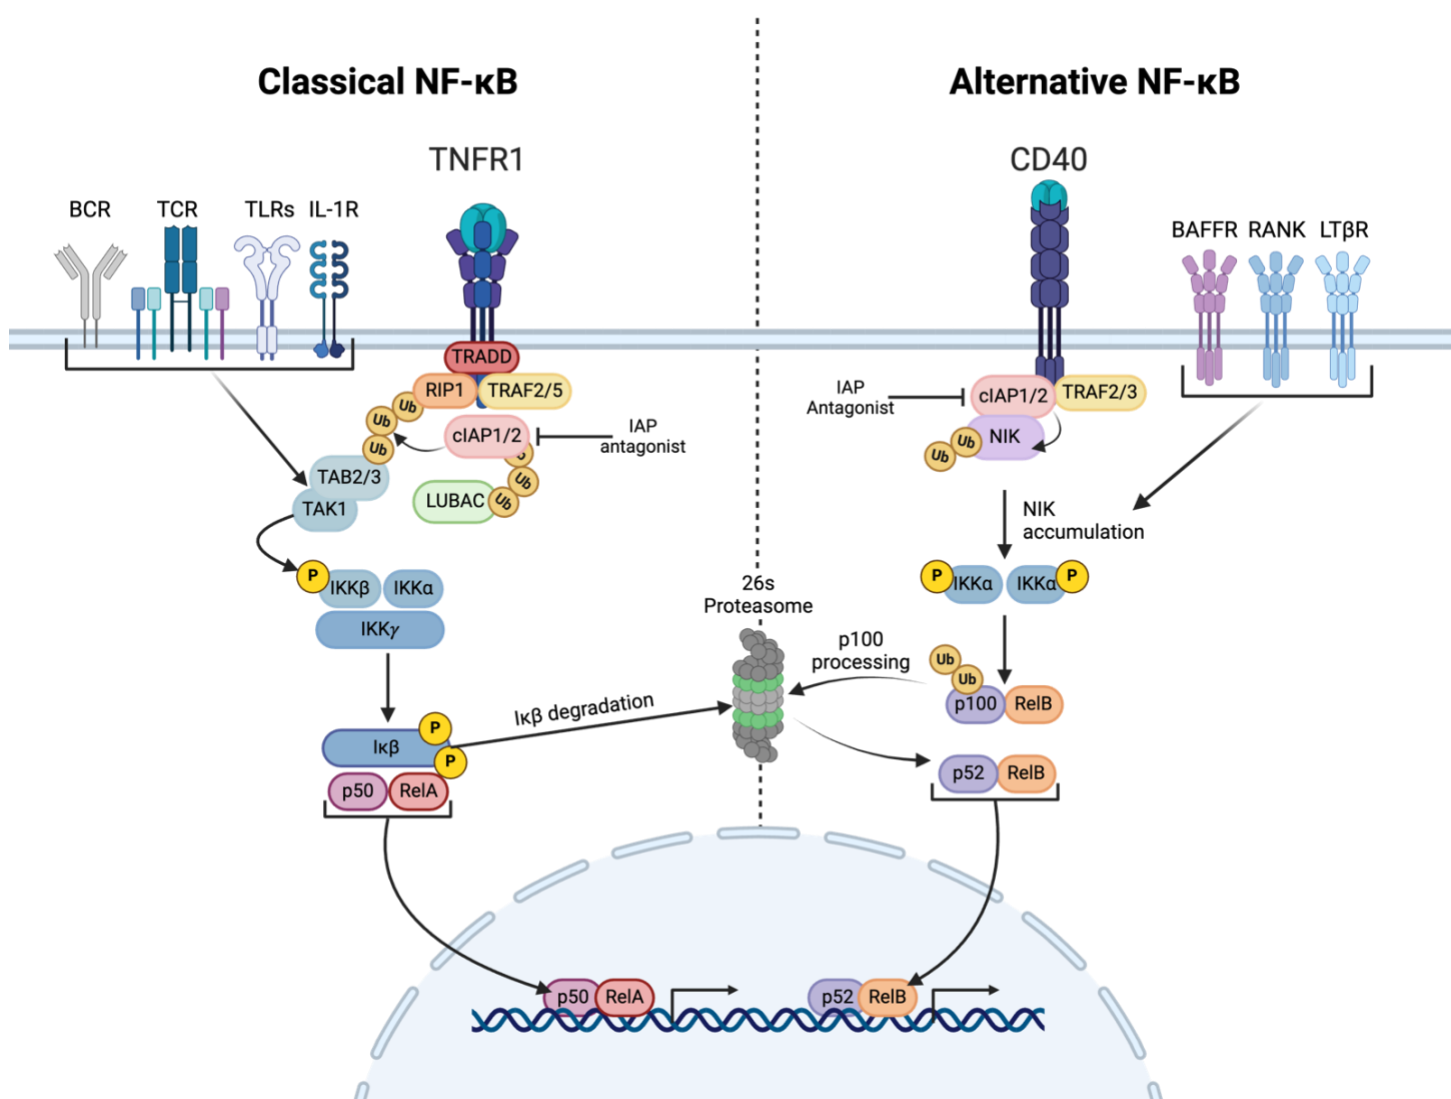 Classical NF-κB
Alternative NF-κB
TNFR1
BCR
TCR
TLRs
IL-1R
TRADD
RIP1
TRAF2/5
Ub
Ub
Ub
cIAP1/2
IAP
antagonist
Ub
Ub
LUBAC
TAB2/3
TAK1
P
IKKβ
IKKα
IKKγ
Iκβ
P
P
p50
RelA
Iκβ degradation
26s
Proteasome
CD40
BAFFR
RANK
LTβR
IAP
Antagonist
cIAP1/2
TRAF2/3
NIK
Ub
Ub
NIK
accumulation
P
IKKα
IKKα
P
p100
processing
Ub
Ub
p100
RelB
p52
RelB
p50
RelA
p52
RelB